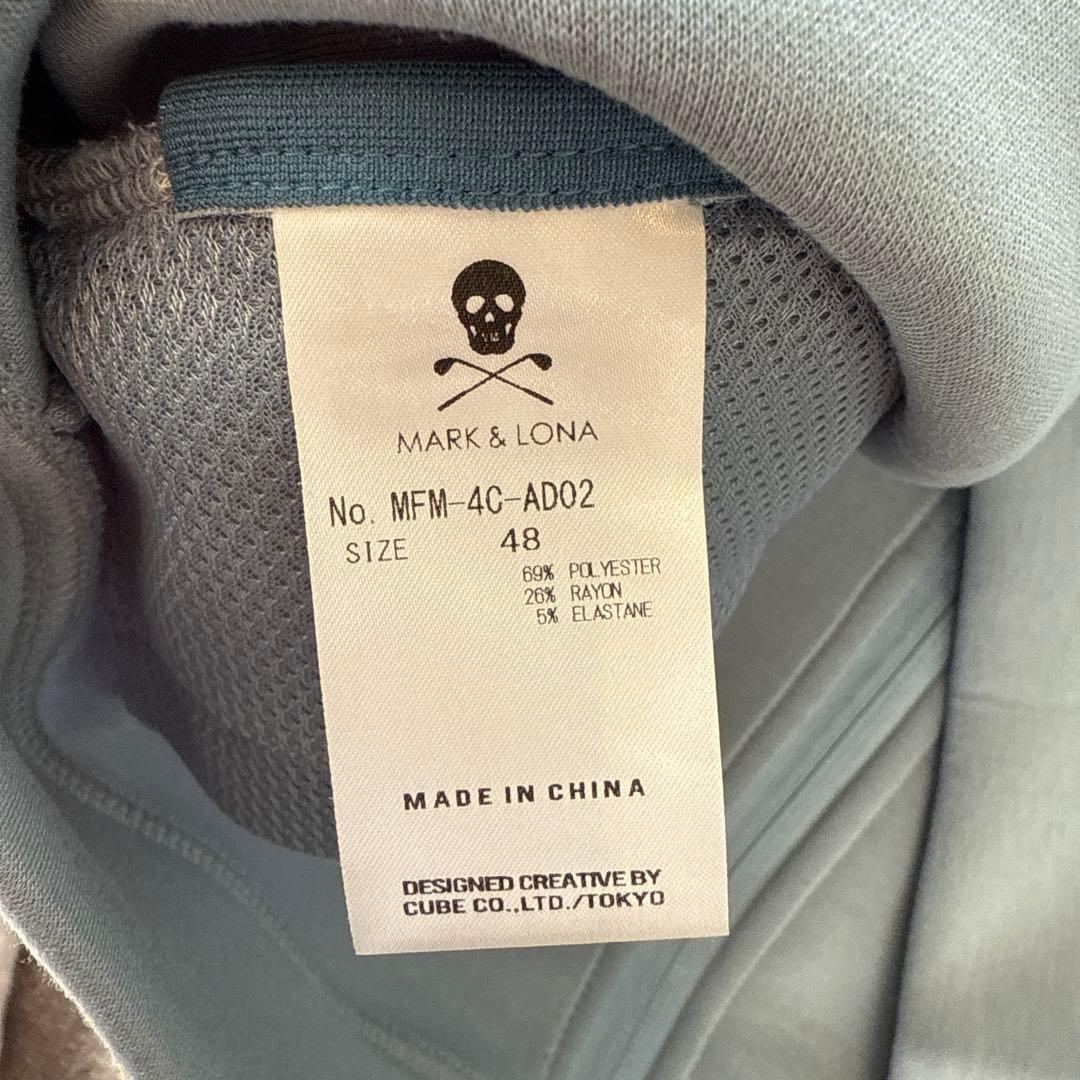 MARK & LONA
No. MFM-4C-AD02
SIZE 48
69% POLYESTER
26% RAYON
5% ELASTANE
MADE IN CHINA
DESIGNED CREATIVE BY
CUBE CO.,LTD./TOKYO